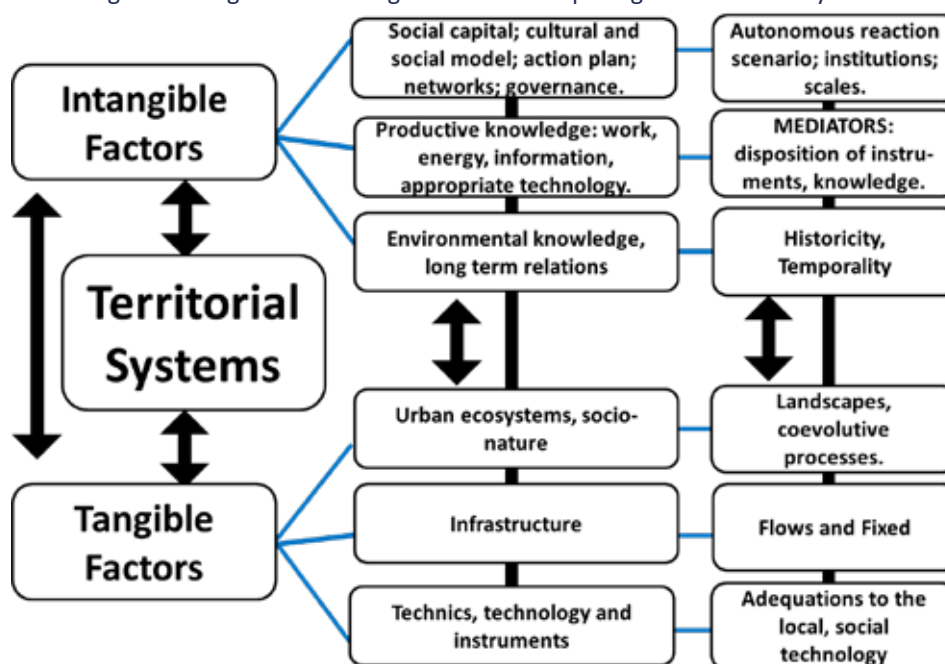 Social capital; cultural and
social model; action plan;
networks; governance.
Autonomous reaction
scenario; institutions;
scales.
Intangible
Factors
Productive knowledge: work,
energy, information,
appropriate technology.
MEDIATORS:
disposition of instru-
ments, knowledge.
Environmental knowledge,
long term relations
Historicity,
Temporality
Territorial
Systems
Urban ecosystems, socio-
nature
Landscapes,
coevolutive
processes.
Tangible
Factors
Infrastructure
Flows and Fixed
Technics, technology and
instruments
Adequations to the
local, social
technology